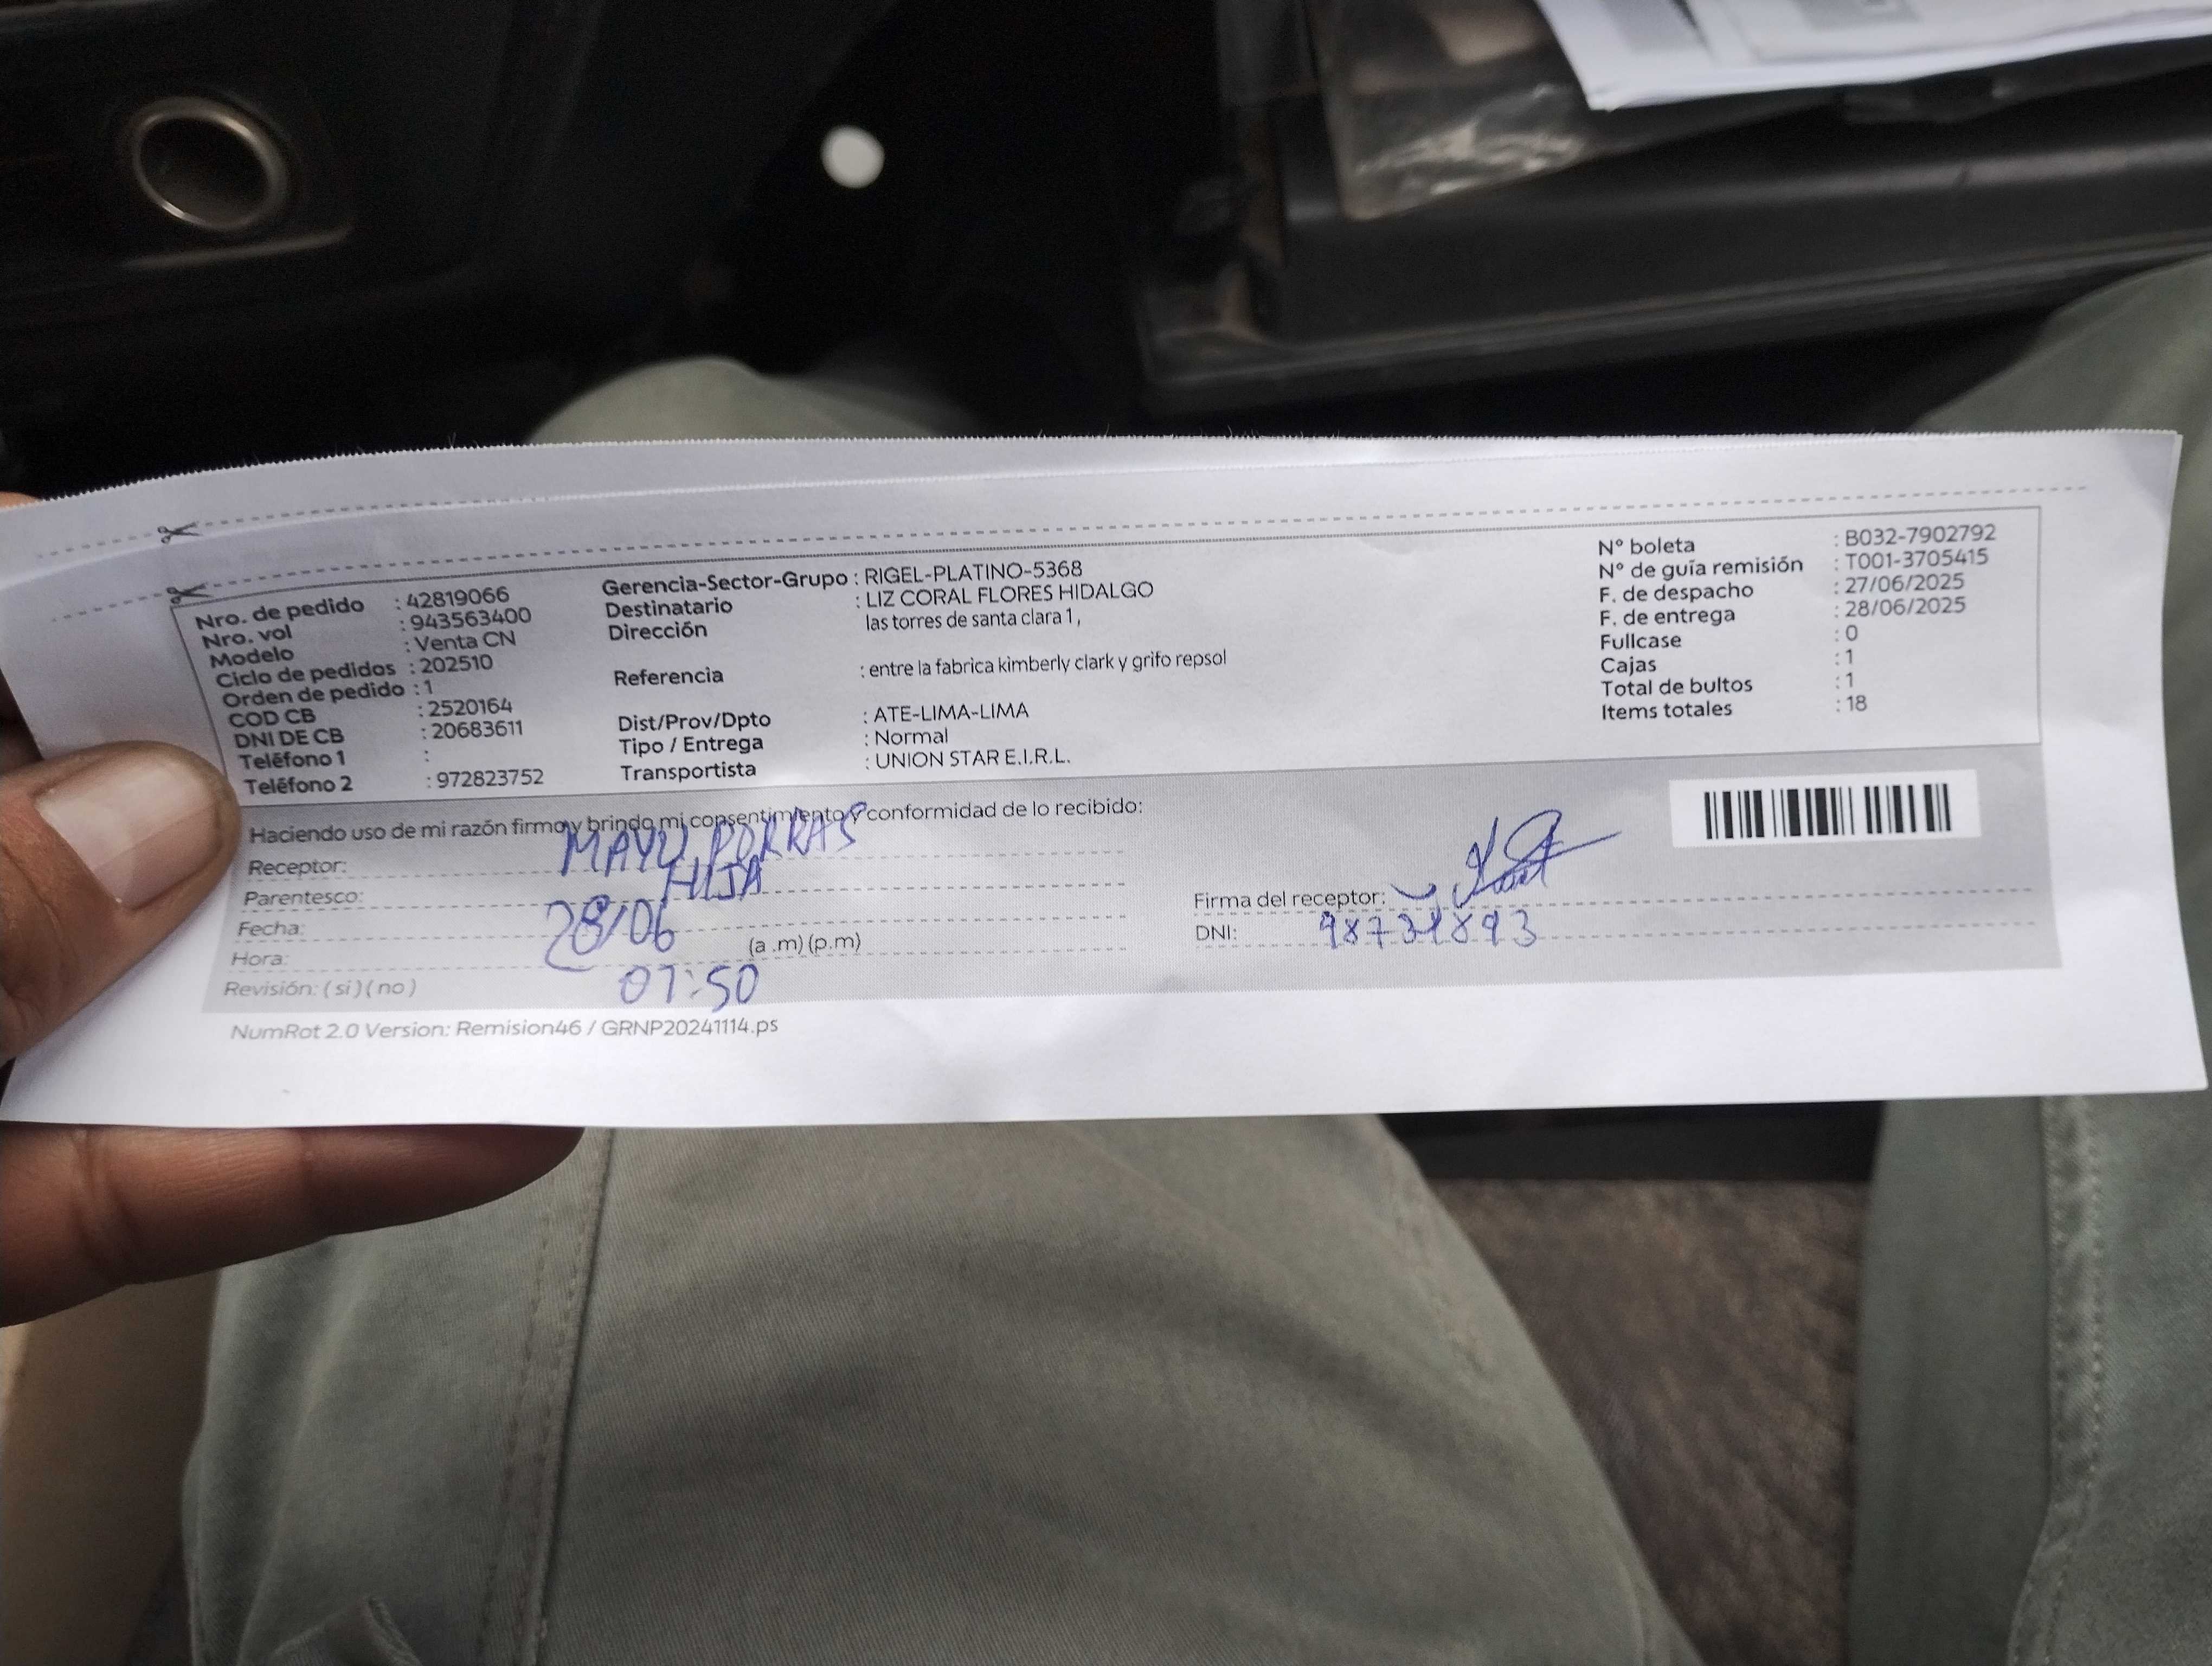 Nro. de pedido : 42819066
Nro. vol : 943563400
Modelo : Venta CN
Ciclo de pedidos : 202510
Orden de pedido : 1
COD CB : 2520164
DNI DE CB : 20683611
Teléfono 1 :
Teléfono 2 : 972823752
Gerencia-Sector-Grupo : RIGEL-PLATINO-5368
Destinatario : LIZ CORAL FLORES HIDALGO
Dirección las torres de santa clara 1,
Referencia : entre la fabrica kimberly clark y grifo repsol
Dist/Prov/Dpto : ATE-LIMA-LIMA
Tipo / Entrega : Normal
Transportista : UNION STAR E.I.R.L.
N° boleta : B032-7902792
N° de guía remisión : T001-3705415
F. de despacho : 27/06/2025
F. de entrega : 28/06/2025
Fullcase : 0
Cajas : 1
Total de bultos : 1
Items totales : 18
Haciendo uso de mi razón firmo y brindo mi consentimiento y conformidad de lo recibido:
Receptor: MAYU PORRAS
Parentesco: HIJA
Fecha: 28/06
Hora: (a .m) (p.m)
07:50
Revisión: ( si ) ( no )
Firma del receptor:
DNI:
NumRot 2.0 Version: Remision46 / GRNP20241114.ps